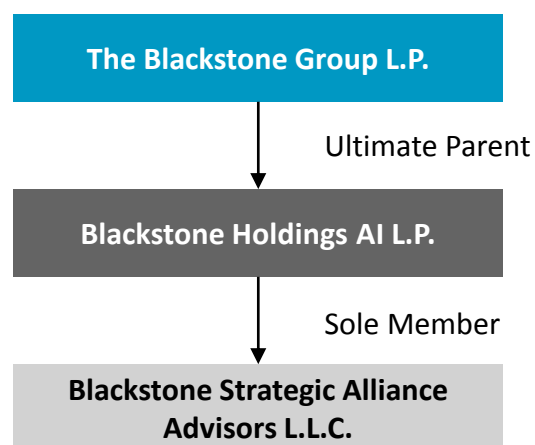 The Blackstone Group L.P.
Ultimate Parent
Blackstone Holdings AI L.P.
Sole Member
Blackstone Strategic Alliance
Advisors L.L.C.